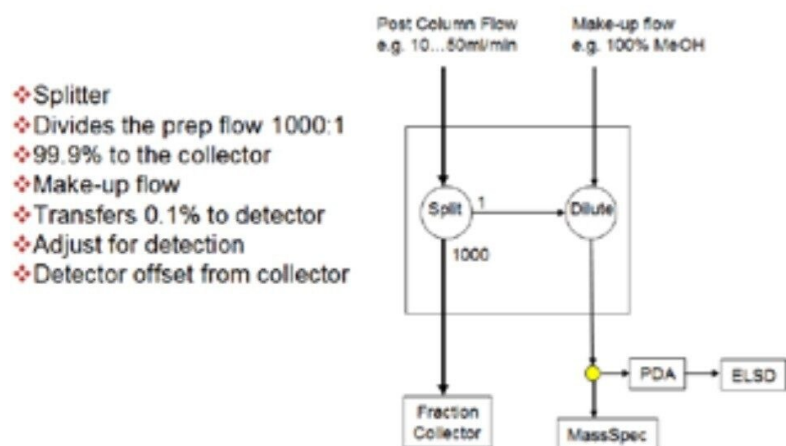 Post Column Flow
e.g. 10...50ml/min
Make-up flow
e.g. 100% MeOH
❖Splitter
❖Divides the prep flow 1000:1
❖99.9% to the collector
❖Make-up flow
❖Transfers 0.1% to detector
❖Adjust for detection
❖Detector offset from collector
Split
1
Dilute
1000
PDA
ELSD
Fraction
Collector
MassSpec